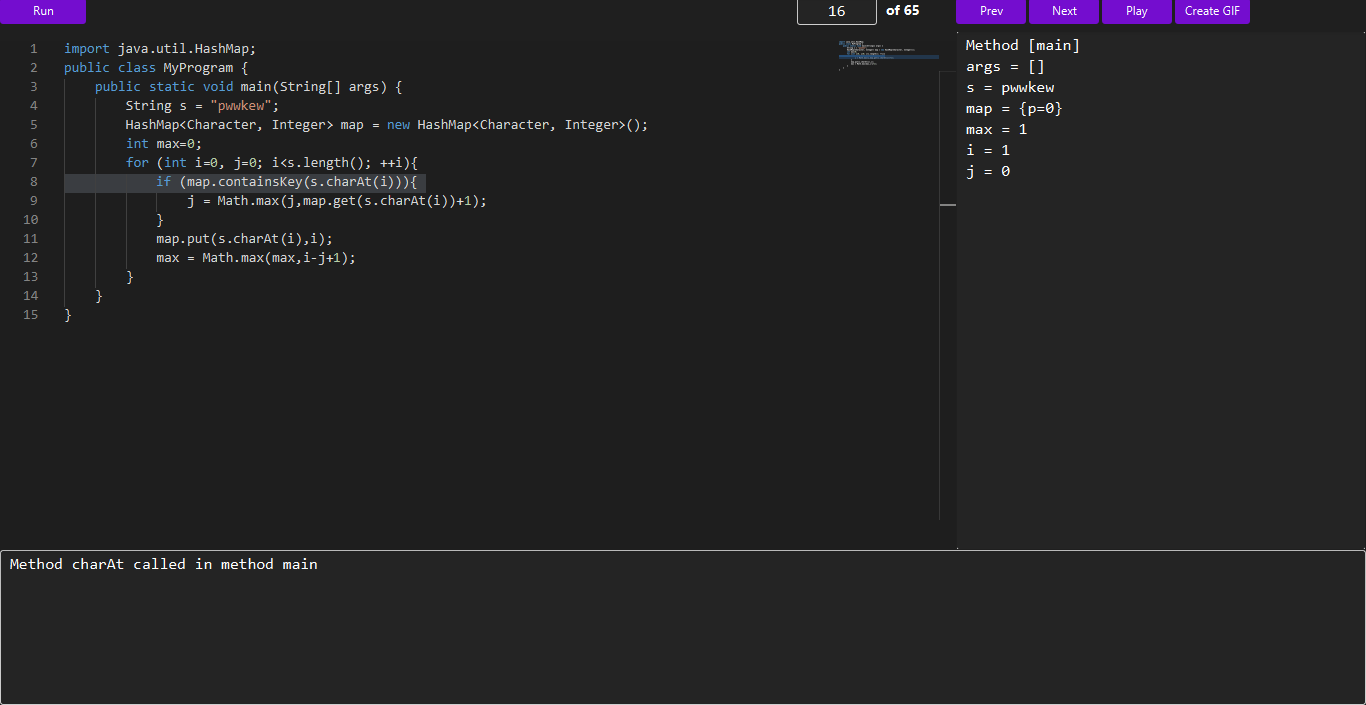 Run 16 of 65 Prev Next Play Create GIF
1 import java.util.HashMap;
2 public class MyProgram {
3 public static void main(String[] args) {
4 String s = "pwwkew";
5 HashMap<Character, Integer> map = new HashMap<Character, Integer>();
6 int max=0;
7 for (int i=0, j=0; i<s.length(); ++i){
8 if (map.containsKey(s.charAt(i))){
9 j = Math.max(j,map.get(s.charAt(i))+1);
10 }
11 map.put(s.charAt(i),i);
12 max = Math.max(max,i-j+1);
13 }
14 }
15 }
Method [main]
args = []
s = pwwkew
map = {p=0}
max = 1
i = 1
j = 0
Method charAt called in method main